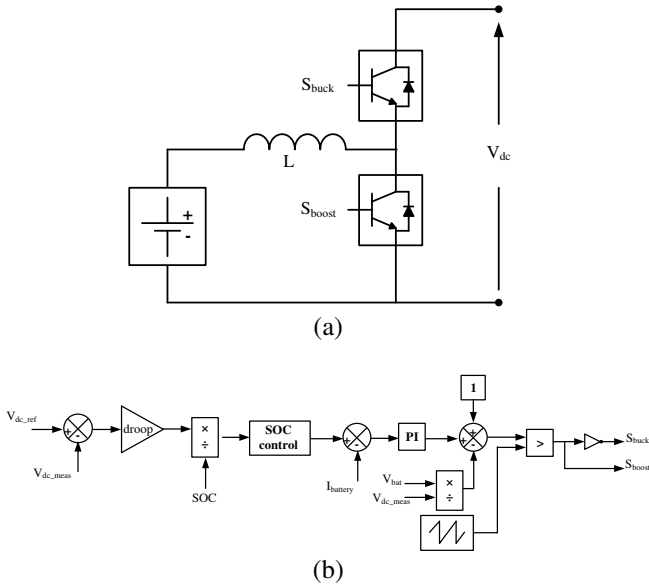 S_buck
L
V_dc
+
-
S_boost
(a)
1
V_dc_ref
+
-
droop
×
÷
SOC control
+
-
PI
+
+
-
>
S_buck
S_boost
V_dc_meas
SOC
I_battery
V_bat
V_dc_meas
×
÷
(b)